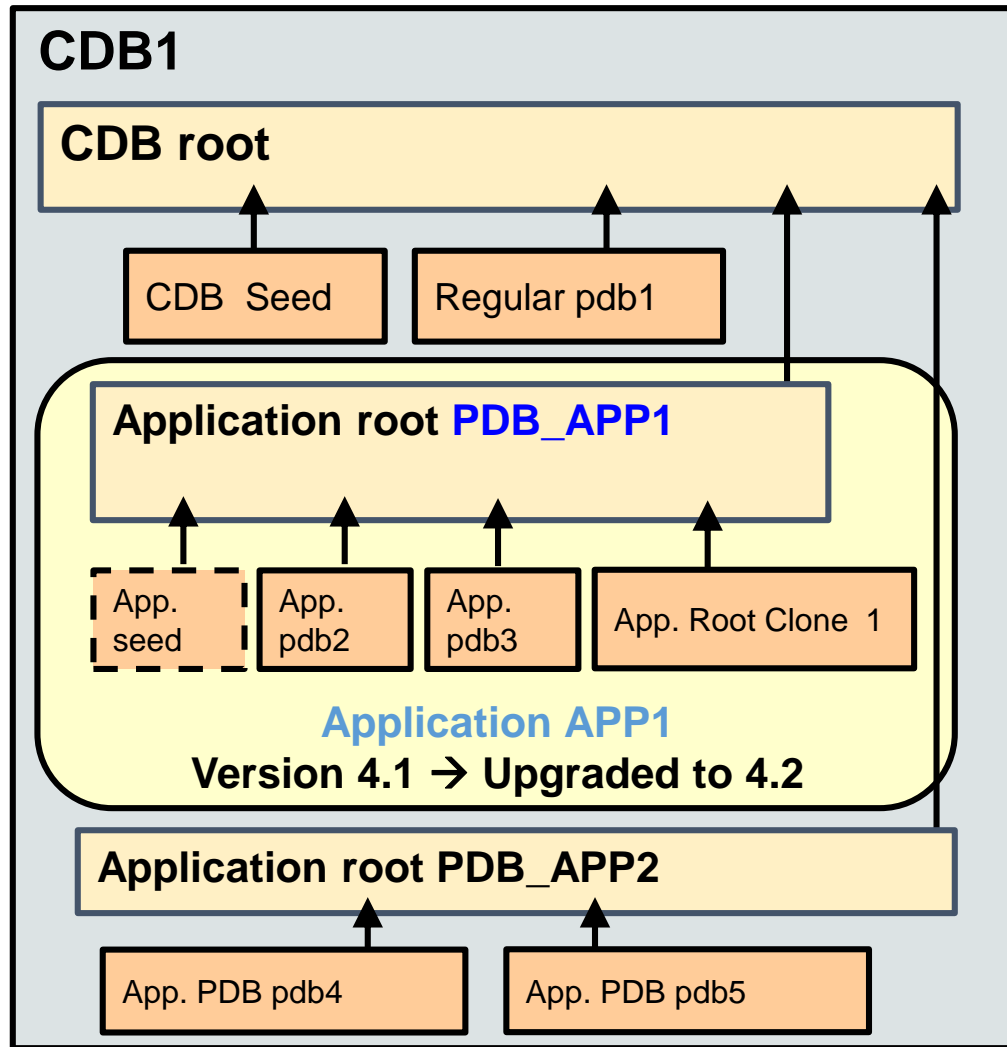 CDB1
CDB root
CDB Seed
Regular pdb1
Application root PDB_APP1
App.
seed
App.
pdb2
App.
pdb3
App. Root Clone 1
Application APP1
Version 4.1 → Upgraded to 4.2
Application root PDB_APP2
App. PDB pdb4
App. PDB pdb5